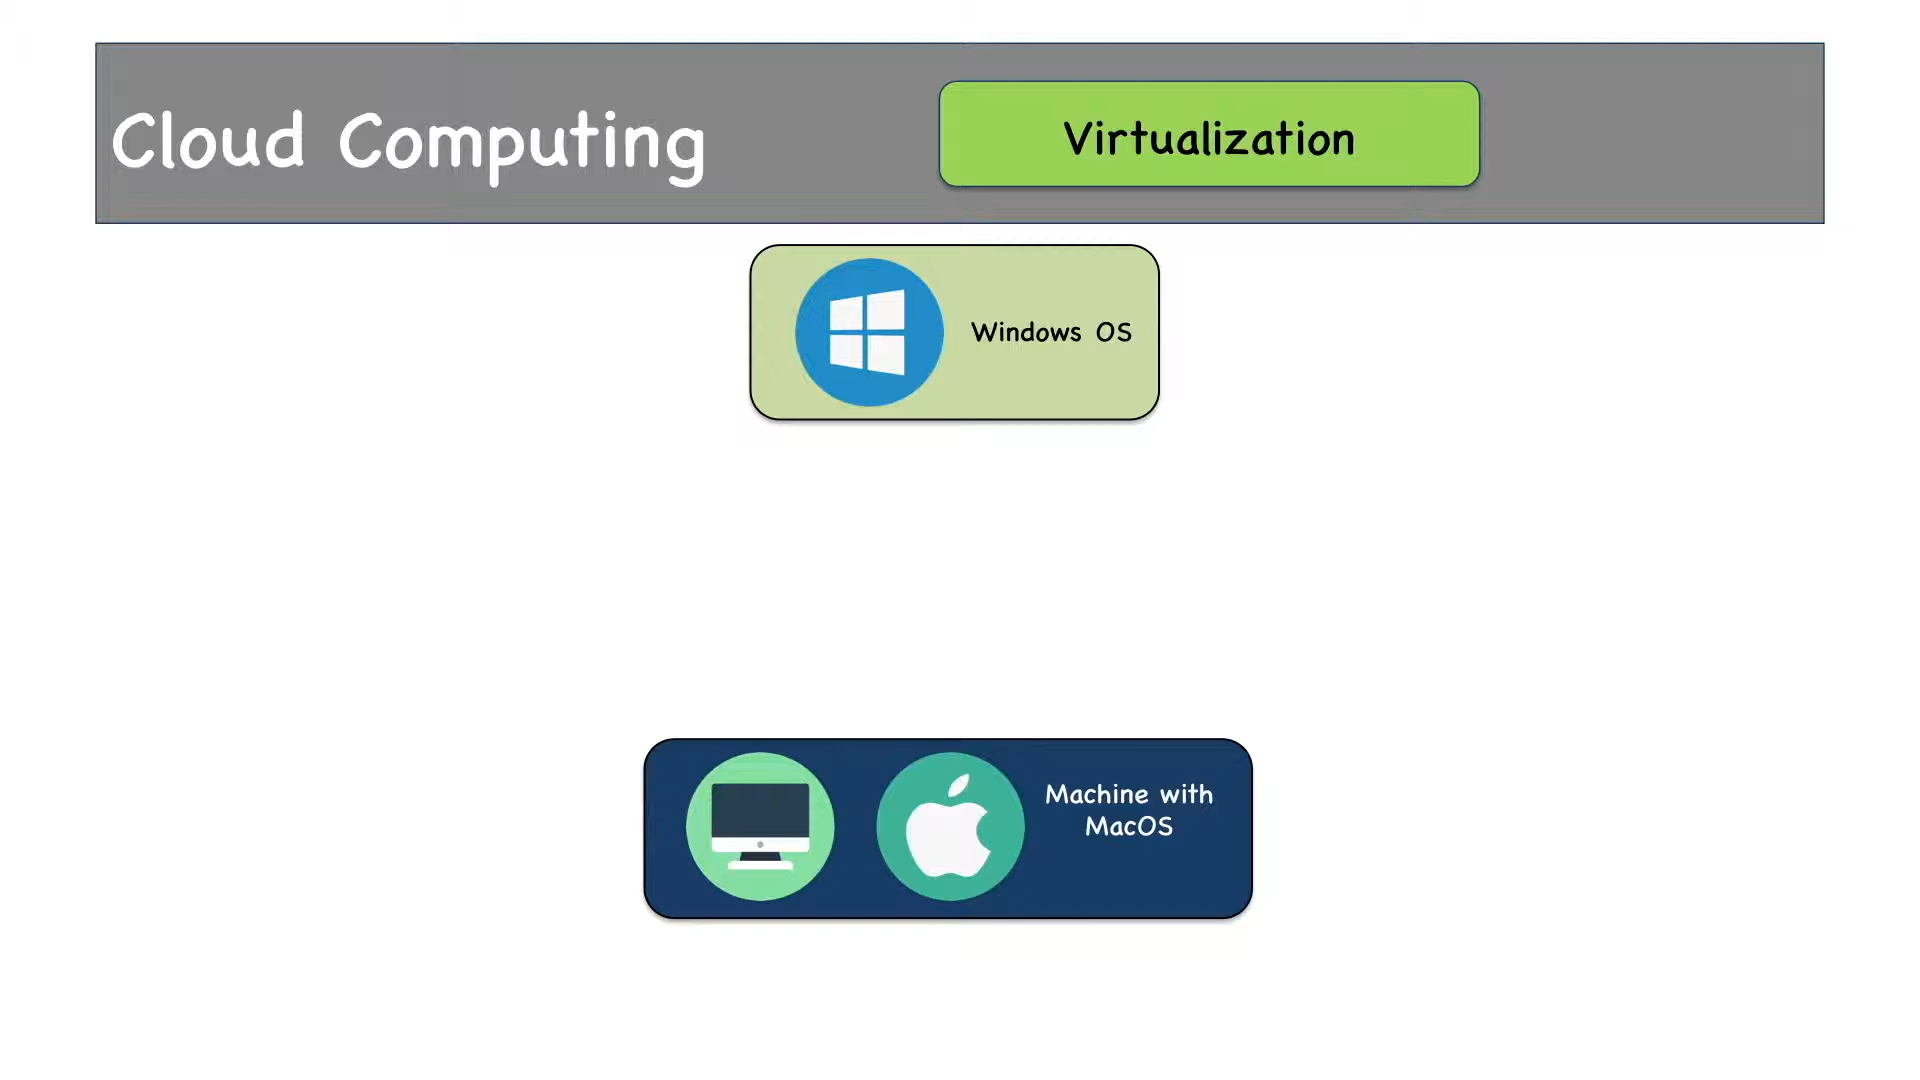 Cloud Computing
Virtualization
Windows OS
Machine with
MacOS